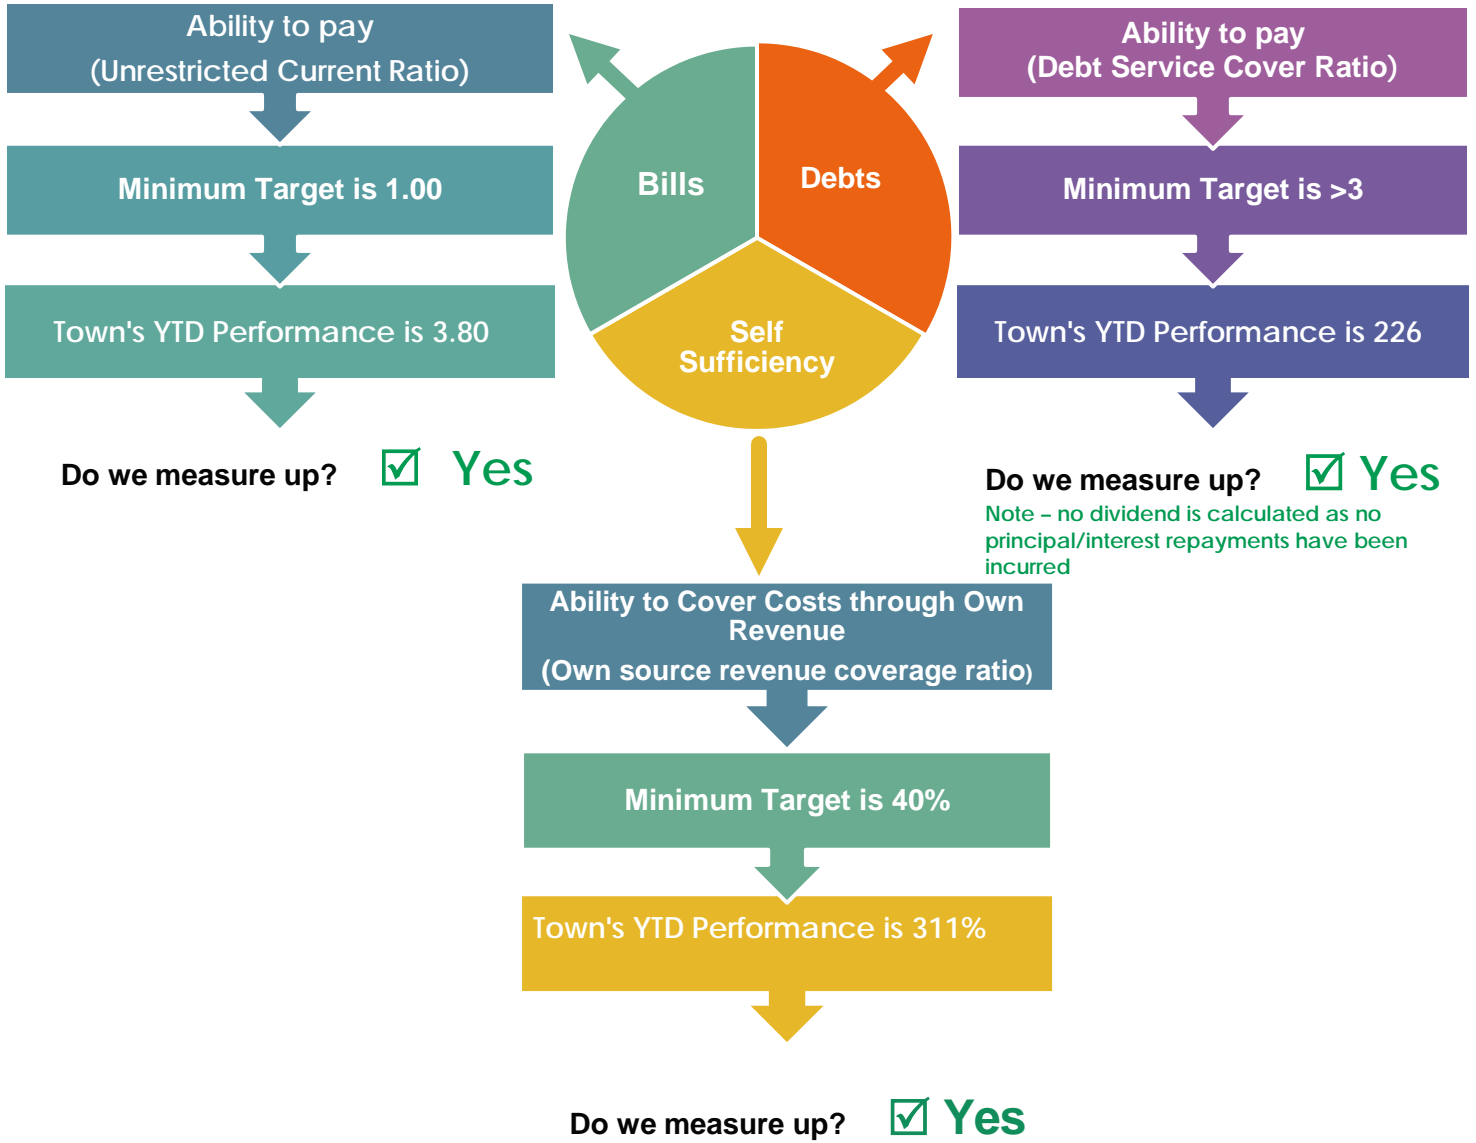 Ability to pay
(Unrestricted Current Ratio)
Minimum Target is 1.00
Town's YTD Performance is 3.80
Do we measure up? ☑ Yes
Bills
Debts
Self
Sufficiency
Ability to pay
(Debt Service Cover Ratio)
Minimum Target is >3
Town's YTD Performance is 226
Do we measure up? ☑ Yes
Note – no dividend is calculated as no
principal/interest repayments have been
incurred
Ability to Cover Costs through Own
Revenue
(Own source revenue coverage ratio)
Minimum Target is 40%
Town's YTD Performance is 311%
Do we measure up? ☑ Yes